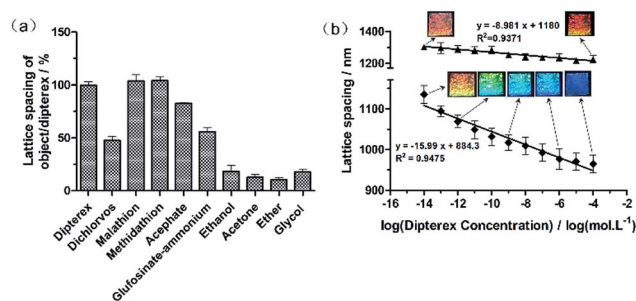 (a)
Lattice spacing of
object/dipterex / %
150
100
50
0
Dipterex
Dichlorvos
Malathion
Methidathion
Acephate
Glufosinate-ammonium
Ethanol
Acetone
Ether
Glycol
(b)
Lattice spacing / nm
1400
1300
1200
1100
1000
900
y = -8.981 x + 1180
R²=0.9371
y = -15.99 x + 884.3
R² = 0.9475
-16 -14 -12 -10 -8 -6 -4 -2
log(Dipterex Concentration) / log(mol.L⁻¹)